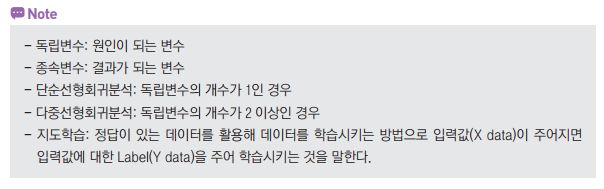 Note
– 독립변수: 원인이 되는 변수
– 종속변수: 결과가 되는 변수
– 단순선형회귀분석: 독립변수의 개수가 1인 경우
– 다중선형회귀분석: 독립변수의 개수가 2 이상인 경우
– 지도학습: 정답이 있는 데이터를 활용해 데이터를 학습시키는 방법으로 입력값(X data)이 주어지면
입력값에 대한 Label(Y data)을 주어 학습시키는 것을 말한다.